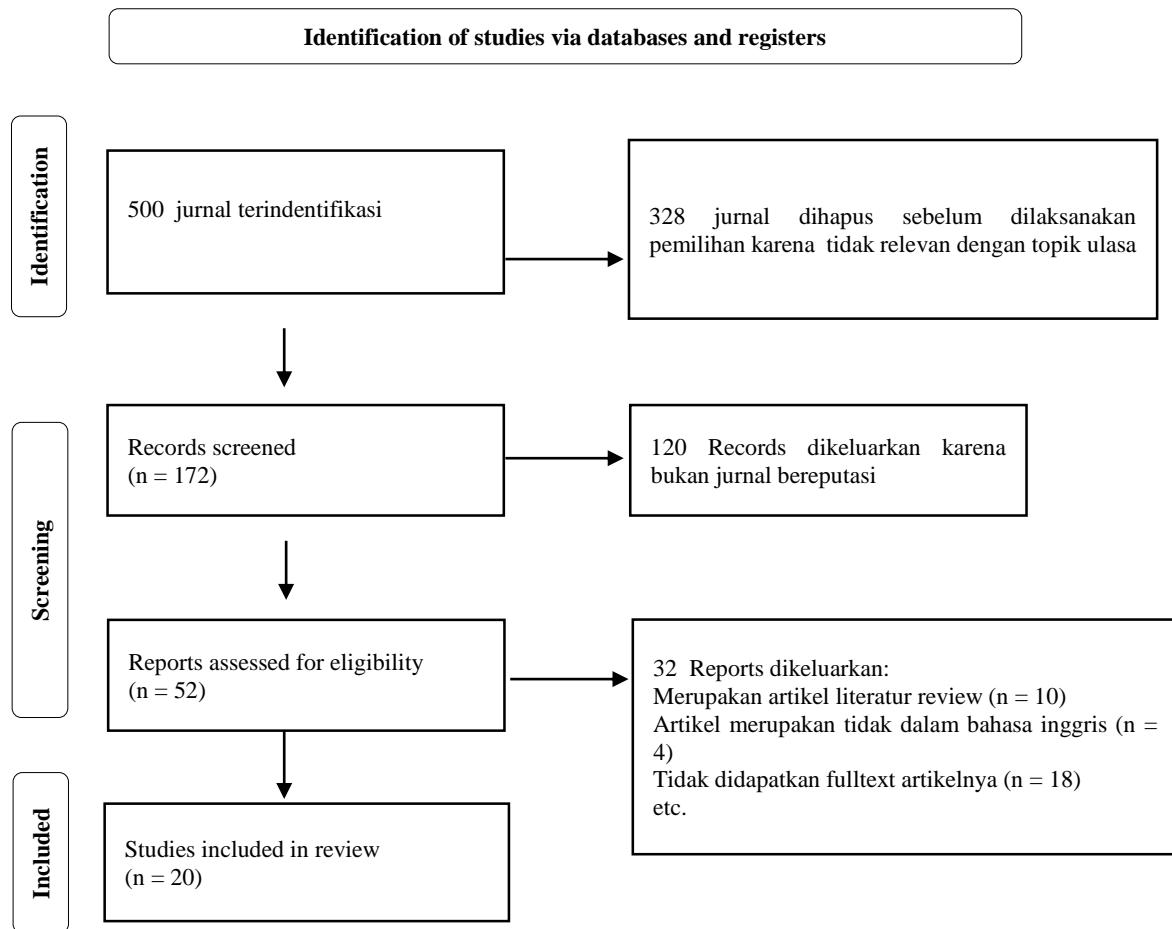 Identification of studies via databases and registers
Identification
500 jurnal terindentifikasi
328 jurnal dihapus sebelum dilaksanakan
pemilihan karena tidak relevan dengan topik ulasa
Screening
Records screened
(n = 172)
120 Records dikeluarkan karena
bukan jurnal bereputasi
Reports assessed for eligibility
(n = 52)
32 Reports dikeluarkan:
Merupakan artikel literatur review (n = 10)
Artikel merupakan tidak dalam bahasa inggris (n =
4)
Tidak didapatkan fulltext artikelnya (n = 18)
etc.
Included
Studies included in review
(n = 20)